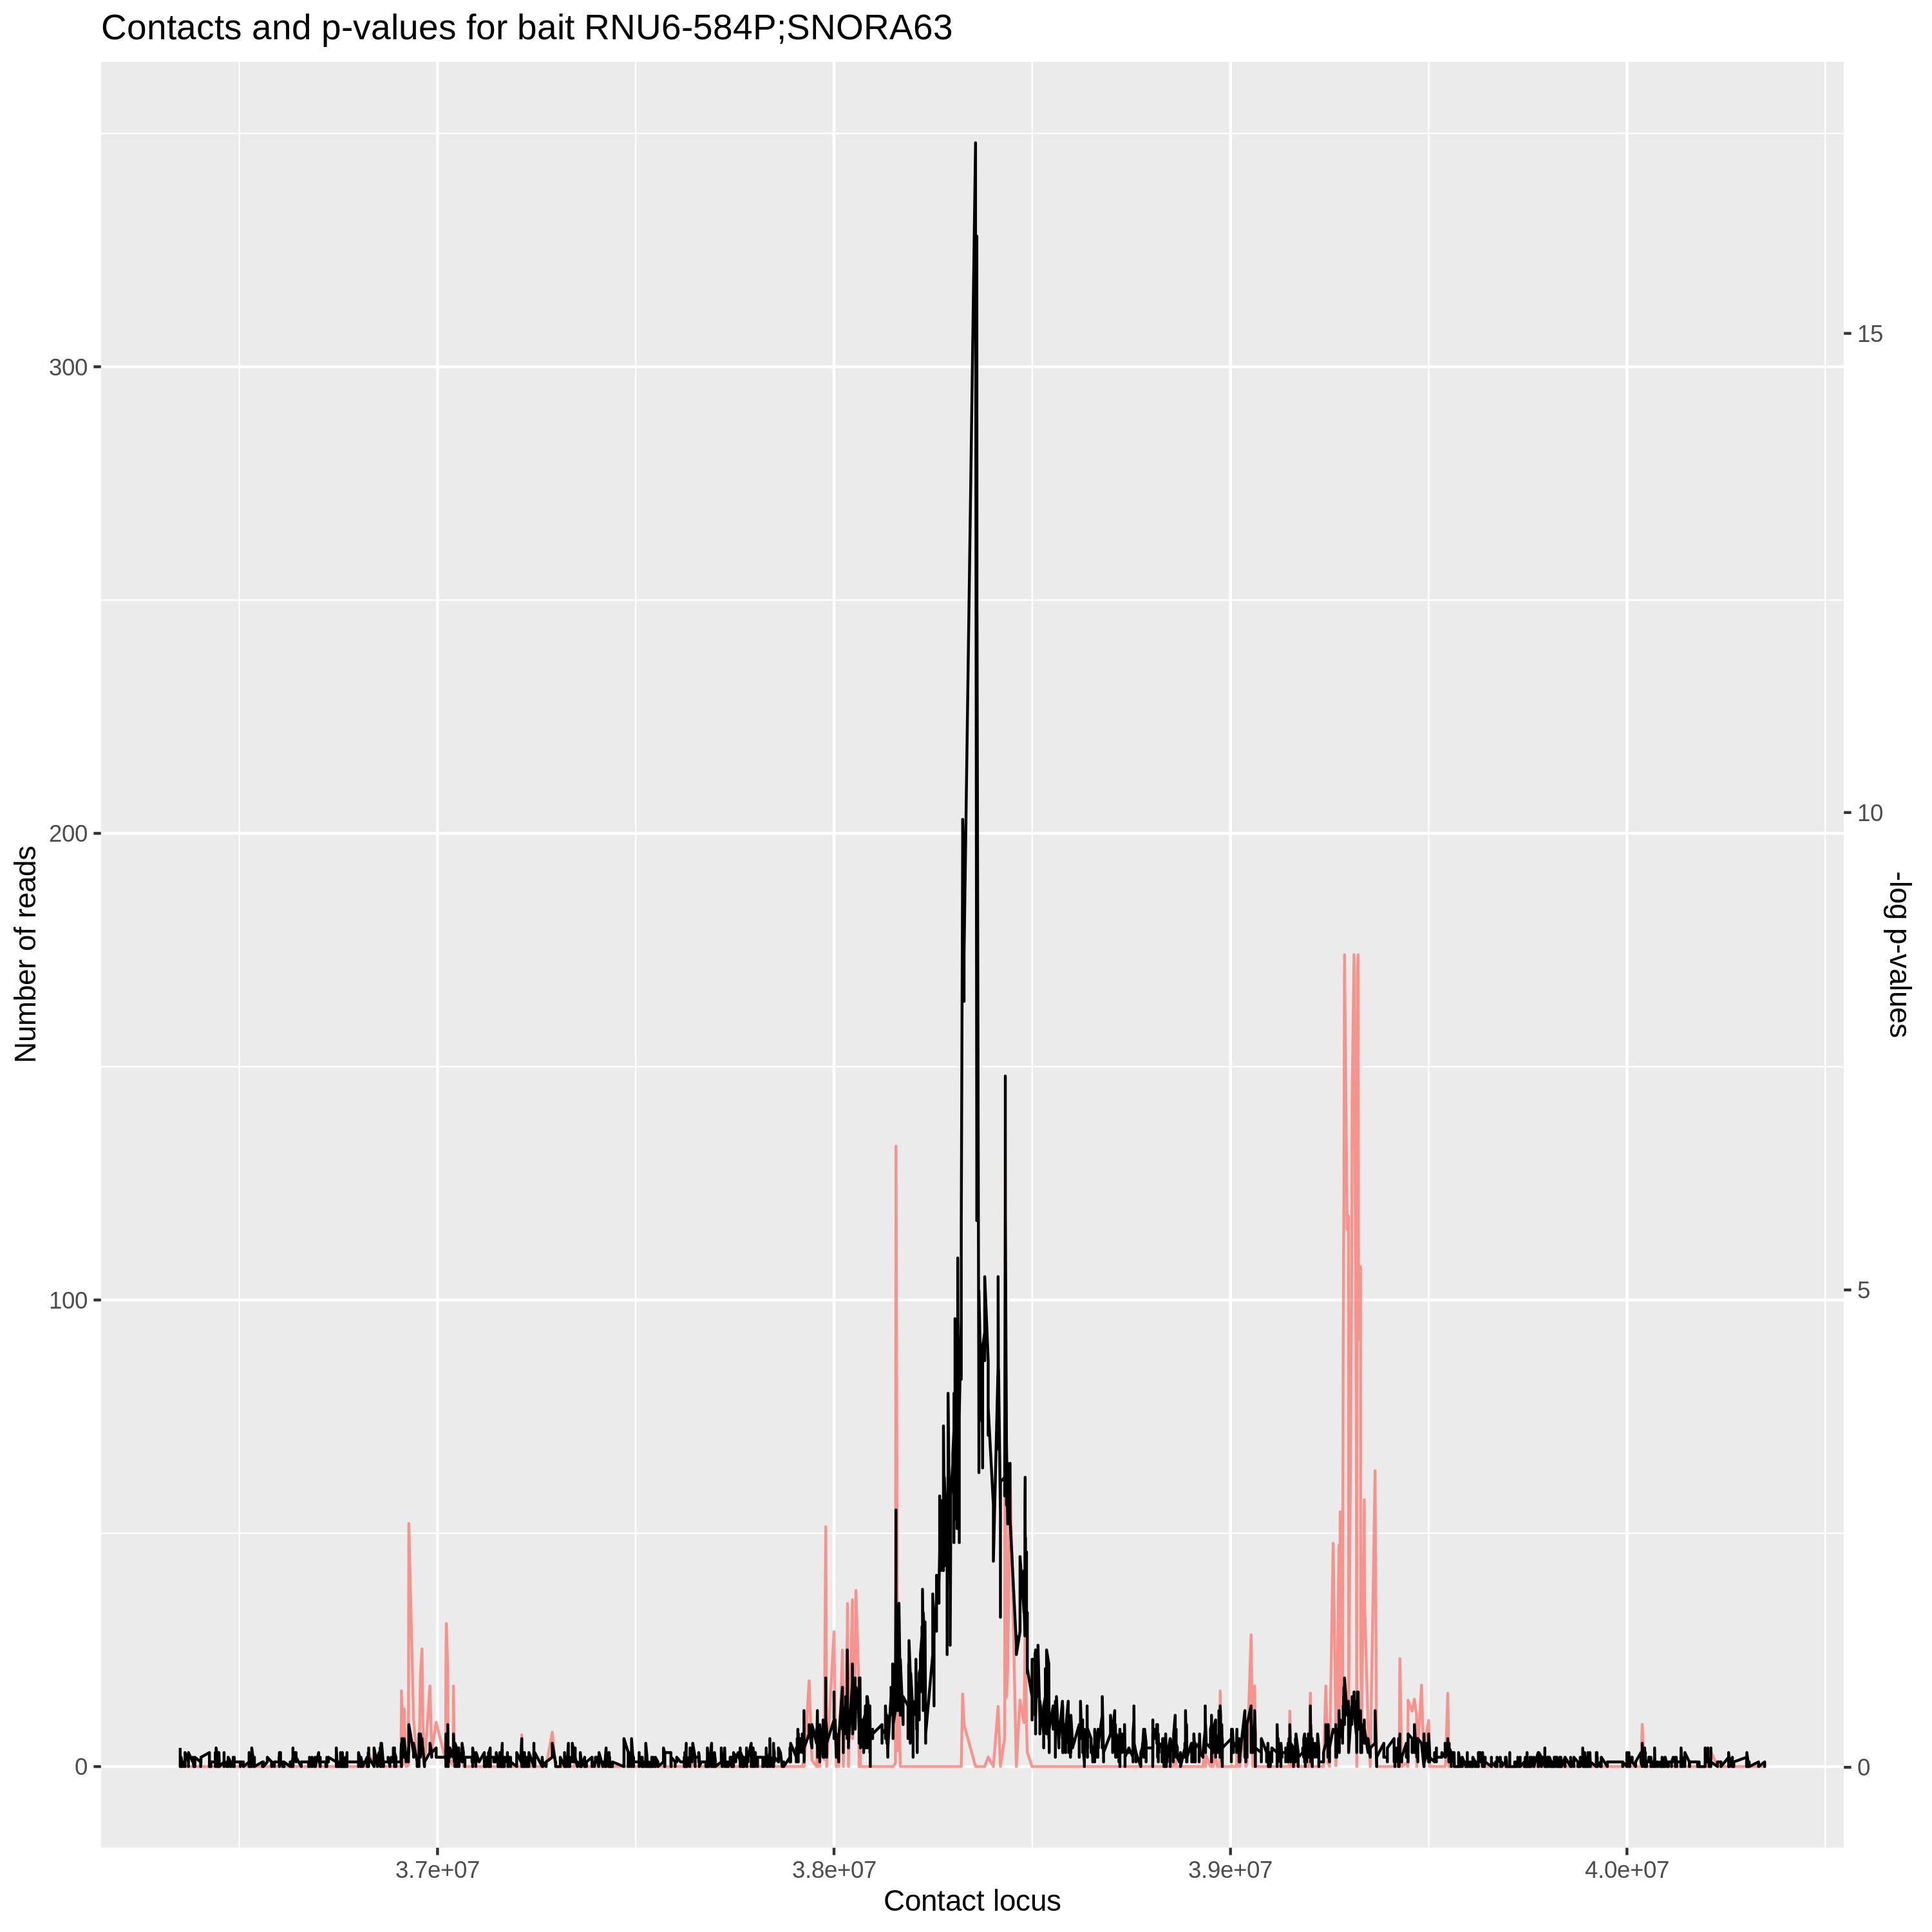 Contacts and p-values for bait RNU6-584P;SNORA63
300
200
100
0
Number of reads
15
10
5
0
-log p-values
3.7e+07 3.8e+07 3.9e+07 4.0e+07
Contact locus